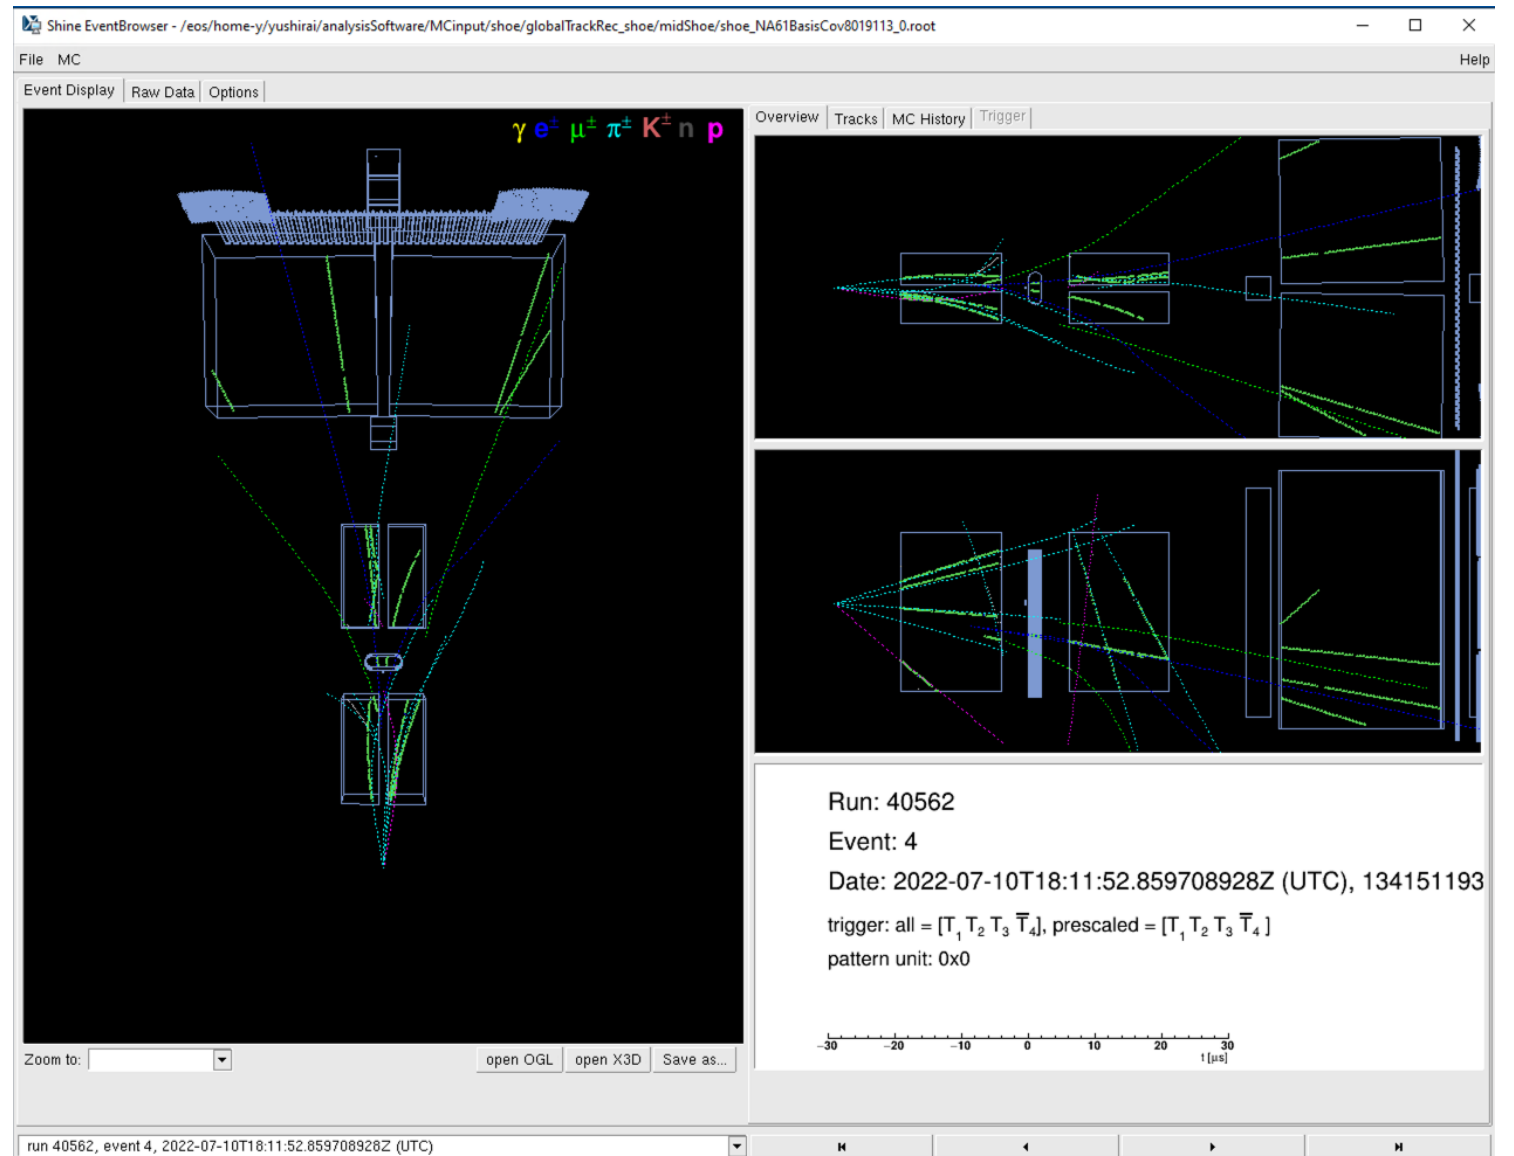 Shine EventBrowser - /eos/home-y/yushirai/analysisSoftware/MCinput/shoe/globalTrackRec_shoe/midShoe/shoe_NA61BasisCov8019113_0.root
File MC Help
Event Display Raw Data Options
Overview Tracks MC History Trigger
γ e± μ± π± K± n p
Run: 40562
Event: 4
Date: 2022-07-10T18:11:52.859708928Z (UTC), 134151193
trigger: all = [T₁ T₂ T₃ T̅₄], prescaled = [T₁ T₂ T₃ T̅₄ ]
pattern unit: 0x0
−30 −20 −10 0 10 20 30
t [μs]
Zoom to: open OGL open X3D Save as...
run 40562, event 4, 2022-07-10T18:11:52.859708928Z (UTC)